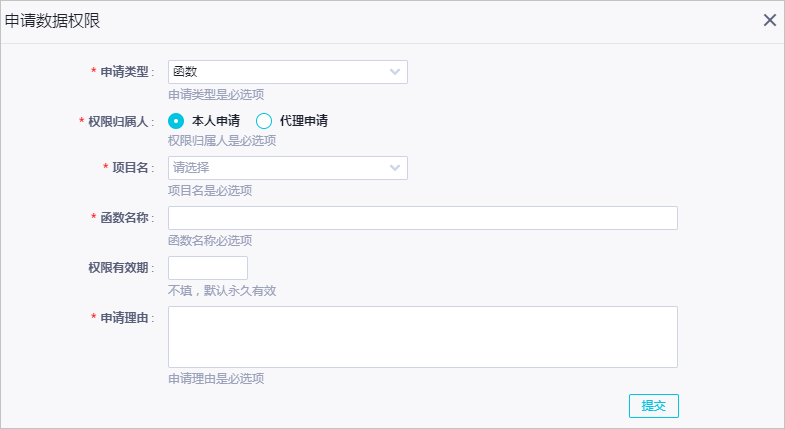 申请数据权限
* 申请类型 : 函数
申请类型是必选项
* 权限归属人 : 本人申请 代理申请
权限归属人是必选项
* 项目名 : 请选择
项目名是必选项
* 函数名称 :
函数名称必选项
权限有效期 :
不填，默认永久有效
* 申请理由 :
申请理由是必选项
提交